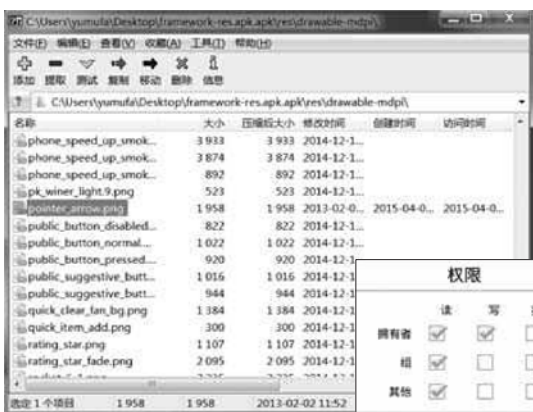 C:\Users\yumufa\Desktop\framework-res.apk.apk\res\drawable-mdpi\
文件(F) 编辑(E) 查看(V) 收藏(A) 工具(T) 帮助(H)
添加 提取 测试 复制 移动 删除 信息
C:\Users\yumufa\Desktop\framework-res.apk.apk\res\drawable-mdpi\
名称 大小 压缩后大小 修改时间 创建时间 访问时间
phone_speed_up_smok... 3 933 3 933 2014-12-1...
phone_speed_up_smok... 3 874 3 874 2014-12-1...
phone_speed_up_smok... 892 892 2014-12-1...
pk_winer_light.9.png 523 523 2014-12-1...
pointer_arrow.png 1 958 1 958 2013-02-0... 2015-04-0... 2015-04-0...
public_button_disabled... 822 822 2014-12-1...
public_button_normal.... 1 022 1 022 2014-12-1...
public_button_pressed.... 920 920 2014-12-1
public_suggestive_butt... 1 016 1 016 2014-12-1
public_suggestive_butt... 944 944 2014-12-1
quick_clear_fan_bg.png 1 384 1 384 2014-12-1
quick_item_add.png 300 300 2014-12-1
rating_star.png 1 107 1 107 2014-12-1
rating_star_fade.png 2 095 2 095 2014-12-1
选定 1 个项目 1 958 1 958 2013-02-02 11:52
权限
读 写
拥有者
组
其他